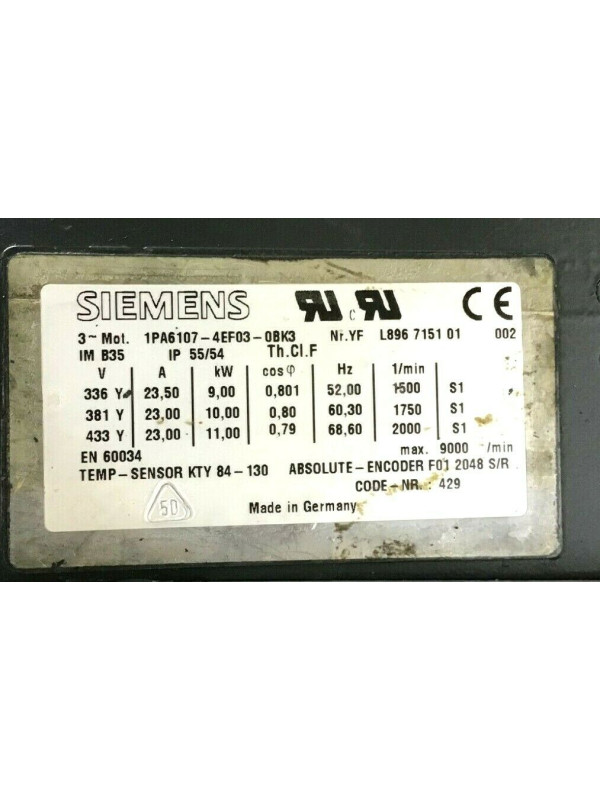 SIEMENS
3~ Mot. 1PA6107-4EF03-0BK3 Nr.YF L896 7151 01 002
IM B35 IP 55/54 Th.Cl.F
V A kW cosφ Hz 1/min
336 Y 23,50 9,00 0,801 52,00 1500 S1
381 Y 23,00 10,00 0,80 60,30 1750 S1
433 Y 23,00 11,00 0,79 68,60 2000 S1
EN 60034 max. 9000 /min
TEMP-SENSOR KTY 84-130 ABSOLUTE-ENCODER F01 2048 S/R
CODE-NR. : 429
SD
Made in Germany